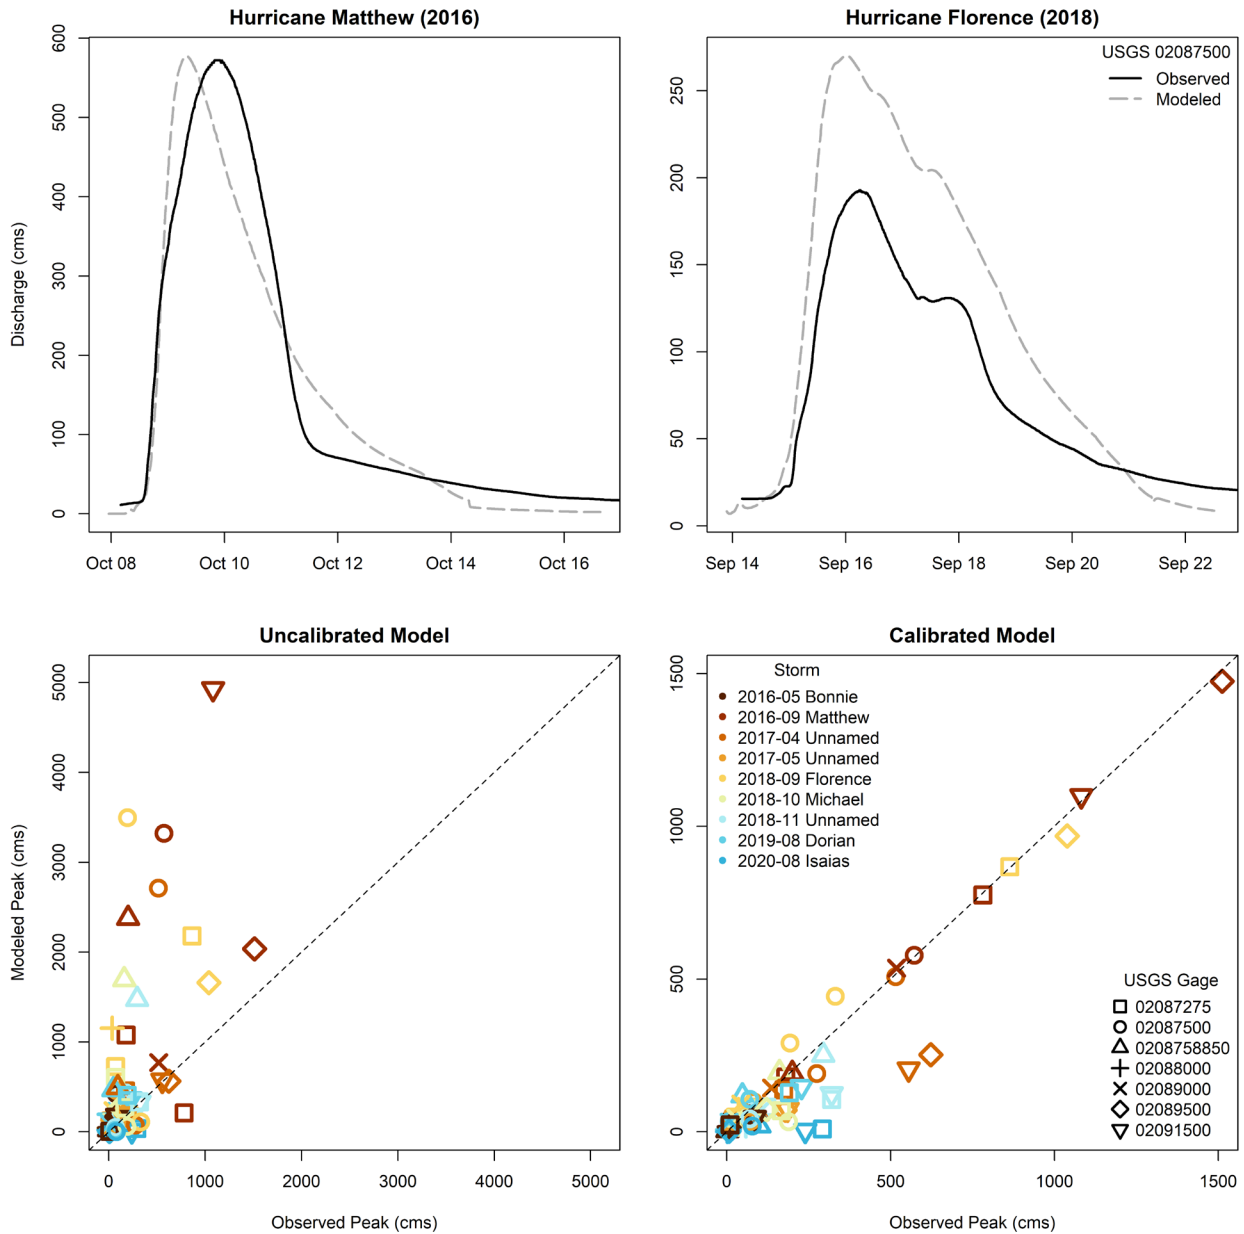 Hurricane Matthew (2016)
Discharge (cms)
600
500
400
300
200
100
0
Oct 08
Oct 10
Oct 12
Oct 14
Oct 16
Hurricane Florence (2018)
USGS 02087500
Observed
Modeled
250
200
150
100
50
0
Sep 14
Sep 16
Sep 18
Sep 20
Sep 22
Uncalibrated Model
Modeled Peak (cms)
5000
4000
3000
2000
1000
0
0
1000
2000
3000
4000
5000
Observed Peak (cms)
Calibrated Model
1500
1000
500
0
Storm
2016-05 Bonnie
2016-09 Matthew
2017-04 Unnamed
2017-05 Unnamed
2018-09 Florence
2018-10 Michael
2018-11 Unnamed
2019-08 Dorian
2020-08 Isaias
USGS Gage
02087275
02087500
0208758850
02088000
02089000
02089500
02091500
0
500
1000
1500
Observed Peak (cms)